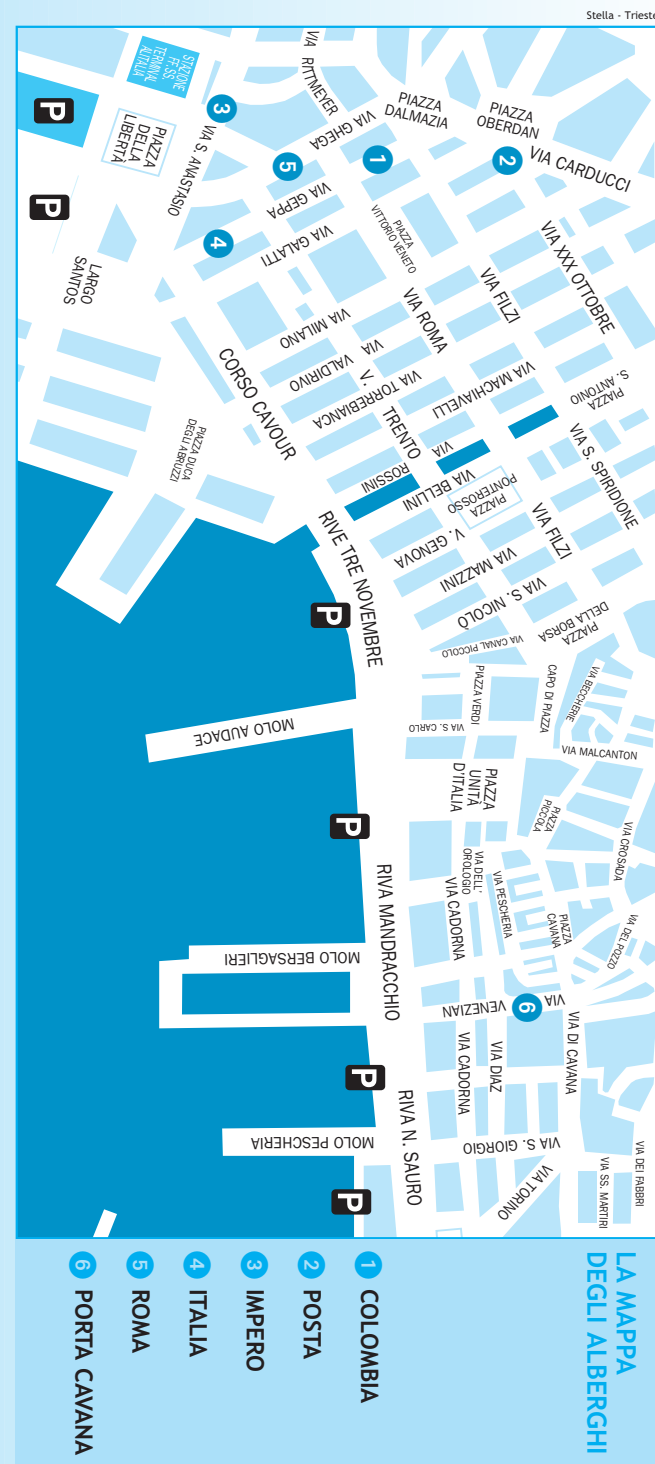 Stella - Trieste
LA MAPPA
DEGLI ALBERGHI
1 COLOMBIA
2 POSTA
3 IMPERO
4 ITALIA
5 ROMA
6 PORTA CAVANA
STAZIONE
FF.SS.
TERMINAL
ALITALIA
P
PIAZZA
DELLA
LIBERTÀ
P
LARGO
SANTOS
3
VIA S. ANASTASIO
VIA RITTMEYER
VIA GHEGA
PIAZZA
DALMAZIA
PIAZZA
OBERDAN
2
VIA CARDUCCI
1
5
VIA GEPPA
4
VIA GALATTI
PIAZZA
VITTORIO VENETO
VIA XXX OTTOBRE
VIA FILZI
VIA ROMA
VIA MILANO
VIA VALDIRIVO
VIA TORREBIANCA
VIA MACHIAVELLI
V. TRENTO
CORSO CAVOUR
PIAZZA DUCA
DEGLI ABRUZZI
PIAZZA
S. ANTONIO
VIA ROSSINI
VIA BELLINI
PIAZZA
PONTEROSSO
VIA S. SPIRIDIONE
VIA FILZI
V. GENOVA
VIA MAZZINI
VIA S. NICOLÒ
RIVE TRE NOVEMBRE
P
PIAZZA
DELLA BORSA
VIA CANAL PICCOLO
PIAZZA VERDI
CAPO DI PIAZZA
VIA BECCHERIE
VIA S. CARLO
VIA MALCANTON
MOLO AUDACE
PIAZZA
UNITÀ
D'ITALIA
PIAZZA
PICCOLA
VIA CROSADA
P
VIA DELL'
OROLOGIO
VIA PESCHERIA
VIA CADORNA
PIAZZA
CAVANA
VIA DEL POZZO
RIVA MANDRACCHIO
MOLO BERSAGLIERI
VIA VENEZIAN
6
VIA DI CAVANA
VIA CADORNA
VIA DIAZ
P
RIVA N. SAURO
MOLO PESCHERIA
VIA S. GIORGIO
VIA TORINO
VIA SS. MARTIRI
VIA DEI FABBRI
P